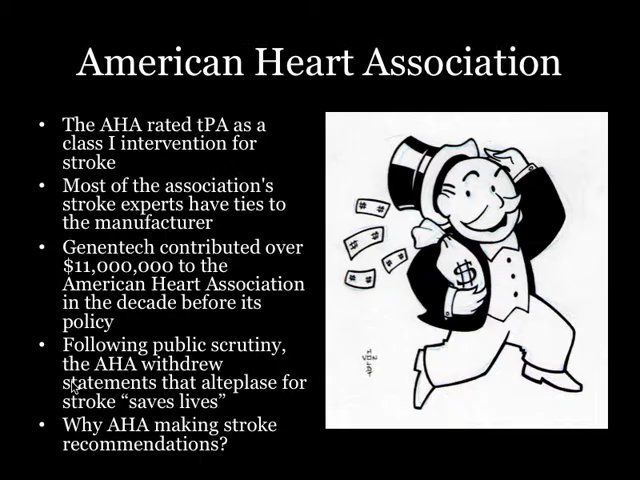 American Heart Association
• The AHA rated tPA as a
class I intervention for
stroke
• Most of the association's
stroke experts have ties to
the manufacturer
• Genentech contributed over
$11,000,000 to the
American Heart Association
in the decade before its
policy
• Following public scrutiny,
the AHA withdrew
statements that alteplase for
stroke “saves lives”
• Why AHA making stroke
recommendations?
$ $
$ $
$ $
$ $
$